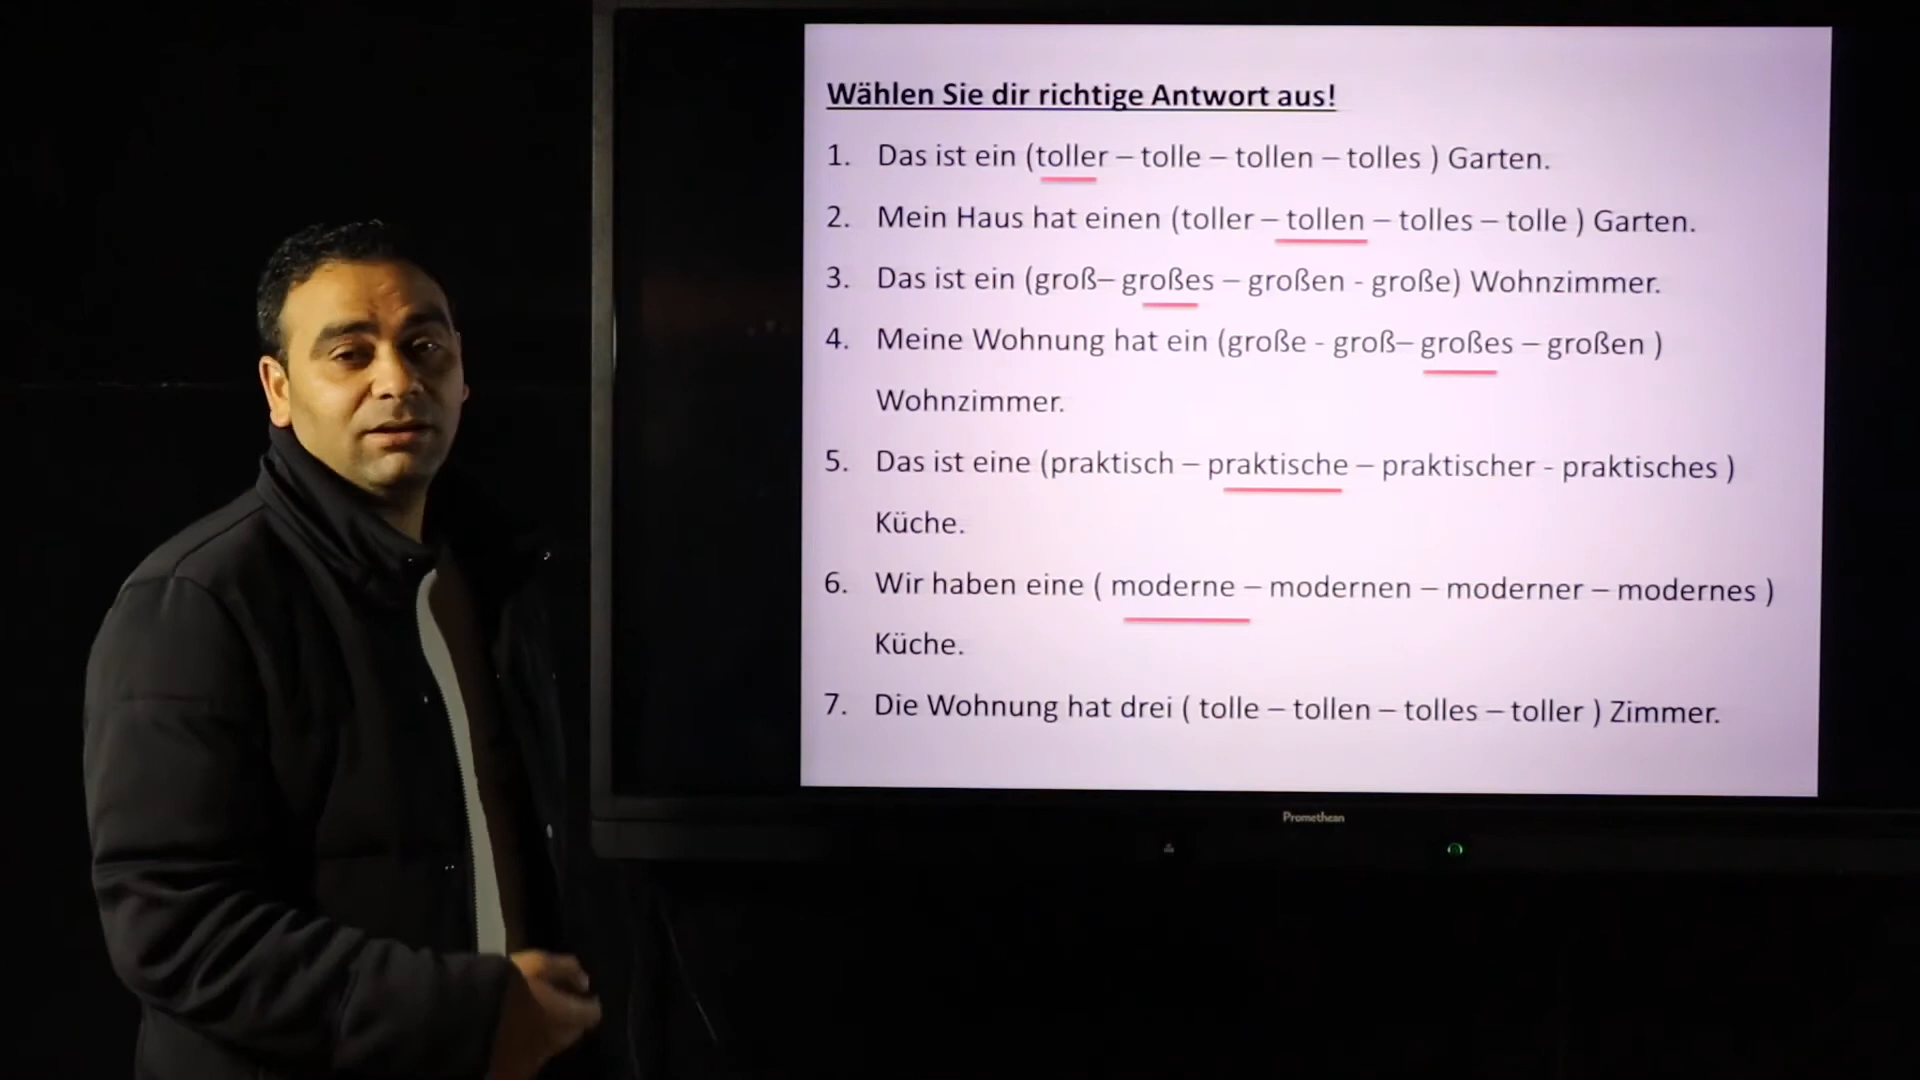 Wählen Sie dir richtige Antwort aus!
1. Das ist ein (toller – tolle – tollen – tolles ) Garten.
2. Mein Haus hat einen (toller – tollen – tolles – tolle ) Garten.
3. Das ist ein (groß– großes – großen - große) Wohnzimmer.
4. Meine Wohnung hat ein (große - groß– großes – großen )
Wohnzimmer.
5. Das ist eine (praktisch – praktische – praktischer - praktisches )
Küche.
6. Wir haben eine ( moderne – modernen – moderner – modernes )
Küche.
7. Die Wohnung hat drei ( tolle – tollen – tolles – toller ) Zimmer.
Promethean